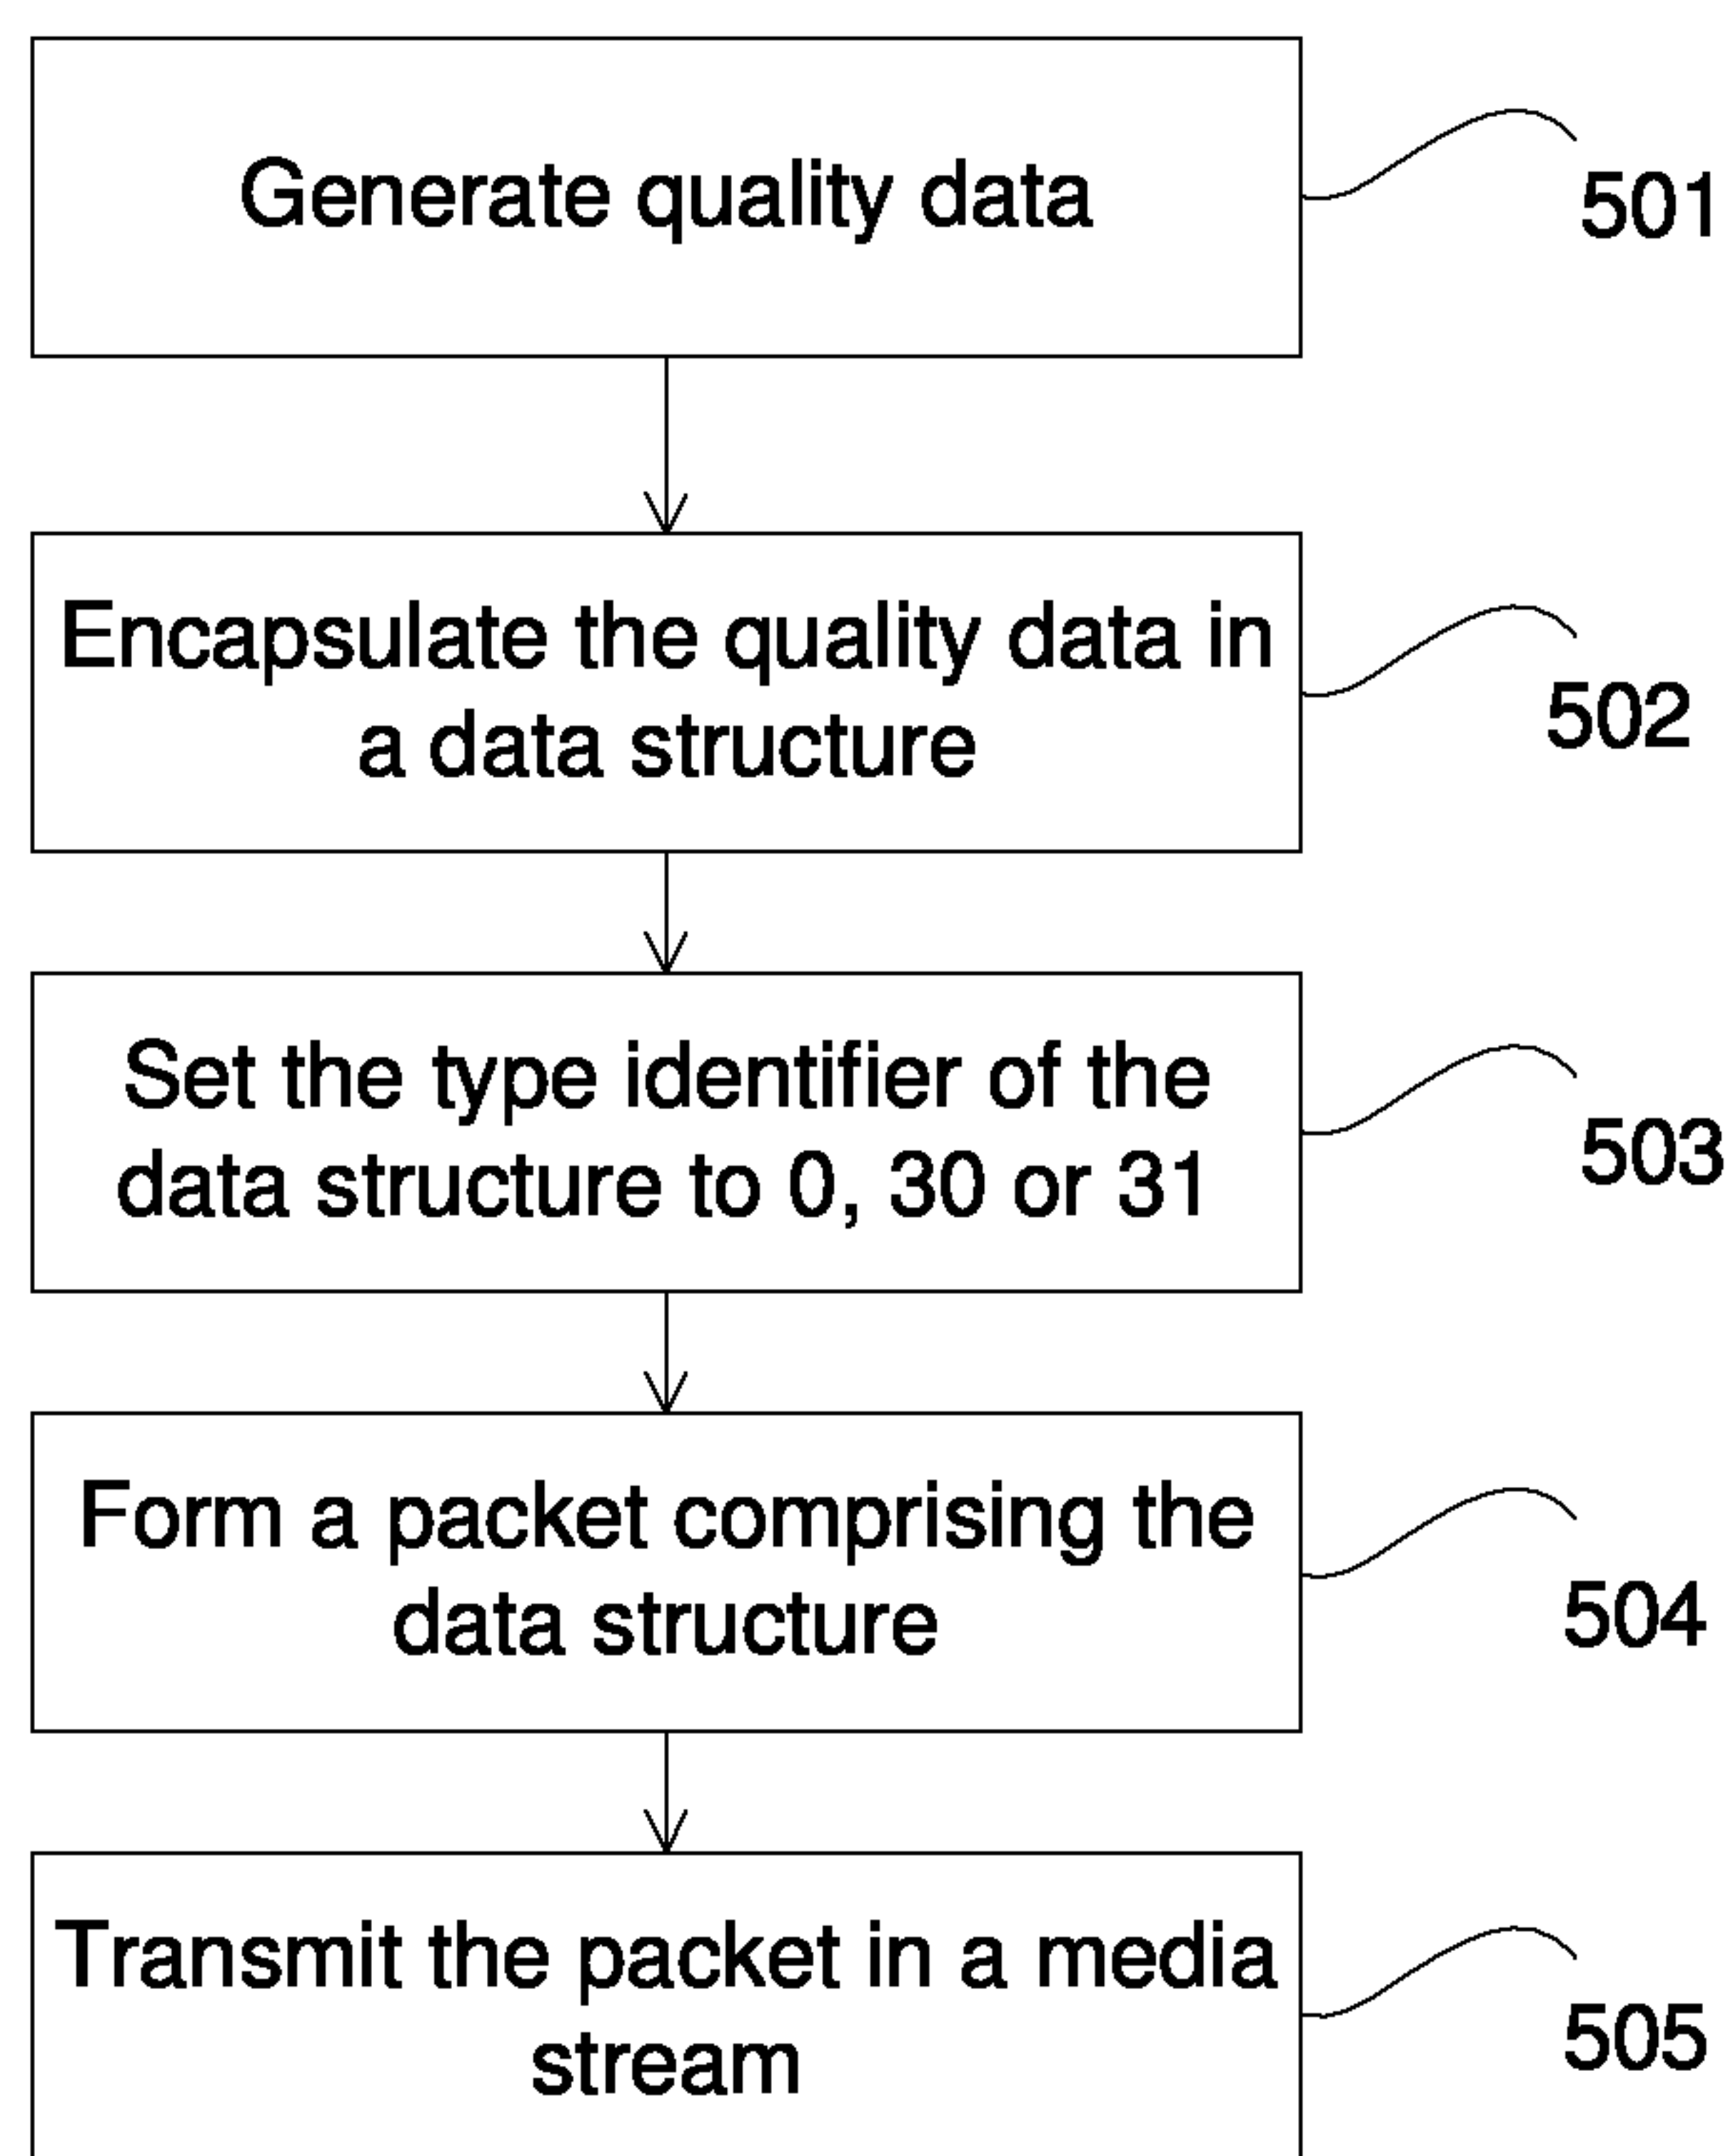 Generate quality data
501
Encapsulate the quality data in
a data structure
502
Set the type identifier of the
data structure to 0, 30 or 31
503
Form a packet comprising the
data structure
504
Transmit the packet in a media
stream
505